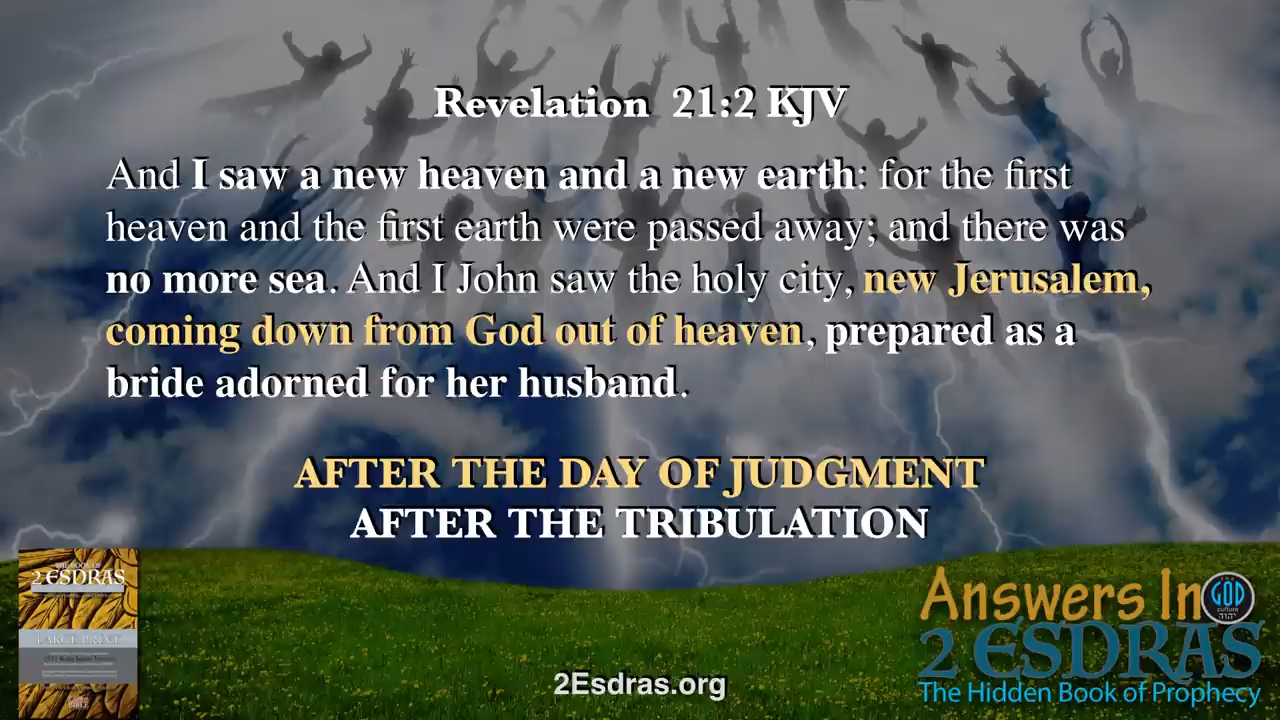 Revelation 21:2 KJV
And I saw a new heaven and a new earth: for the first
heaven and the first earth were passed away; and there was
no more sea. And I John saw the holy city, new Jerusalem,
coming down from God out of heaven, prepared as a
bride adorned for her husband.
AFTER THE DAY OF JUDGMENT
AFTER THE TRIBULATION
THE BOOK OF
2 ESDRAS
LARGE PRINT
2Esdras.org
Answers In
THE
GOD
culture
יהוה
2 ESDRAS
The Hidden Book of Prophecy